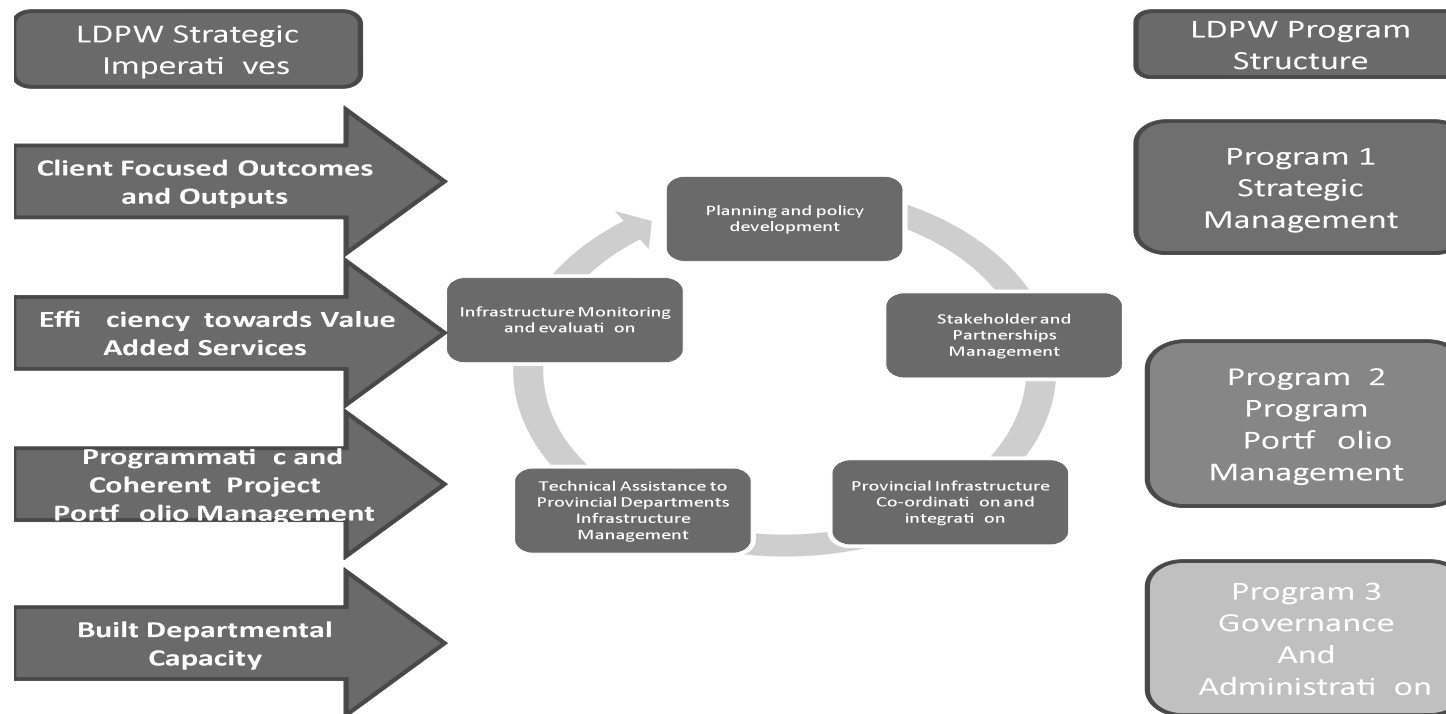 LDPW Strategic
Imperati ves
Client Focused Outcomes
and Outputs
Effi ciency towards Value
Added Services
Programmati c and
Coherent Project
Portf olio Management
Built Departmental
Capacity
Planning and policy
development
Stakeholder and
Partnerships
Management
Provincial Infrastructure
Co-ordinati on and
integrati on
Technical Assistance to
Provincial Departments
Infrastructure
Management
Infrastructure Monitoring
and evaluati on
LDPW Program
Structure
Program 1
Strategic
Management
Program 2
Program
Portf olio
Management
Program 3
Governance
And
Administrati on